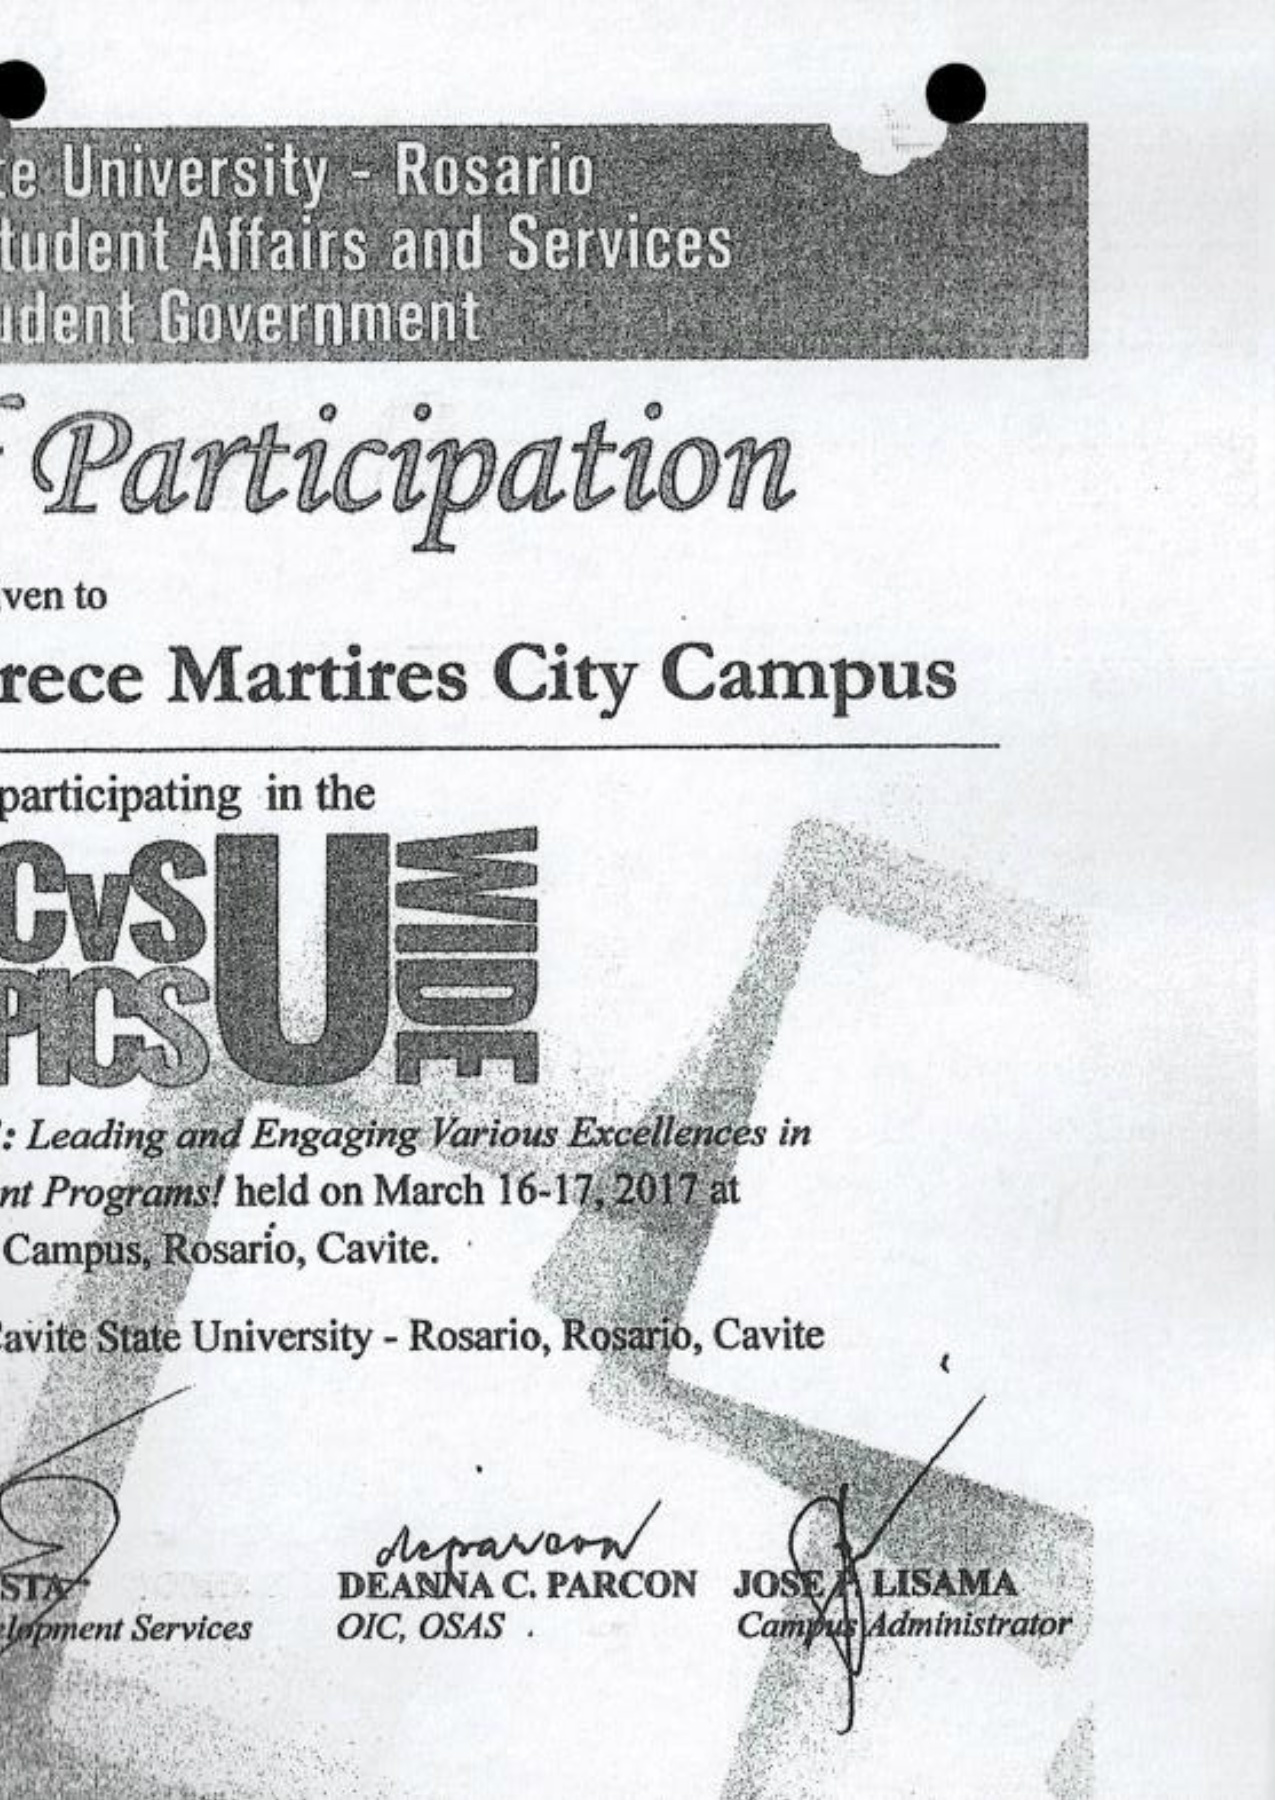 te University - Rosario
tudent Affairs and Services
udent Government
Participation
ven to
rece Martires City Campus
participating in the
CvS U WIDE
PICS
: Leading and Engaging Various Excellences in
nt Programs! held on March 16-17, 2017 at
Campus, Rosario, Cavite.
avite State University - Rosario, Rosario, Cavite
deparcon
STA DEANNA C. PARCON JOSE LISAMA
elopment Services OIC, OSAS Campus Administrator